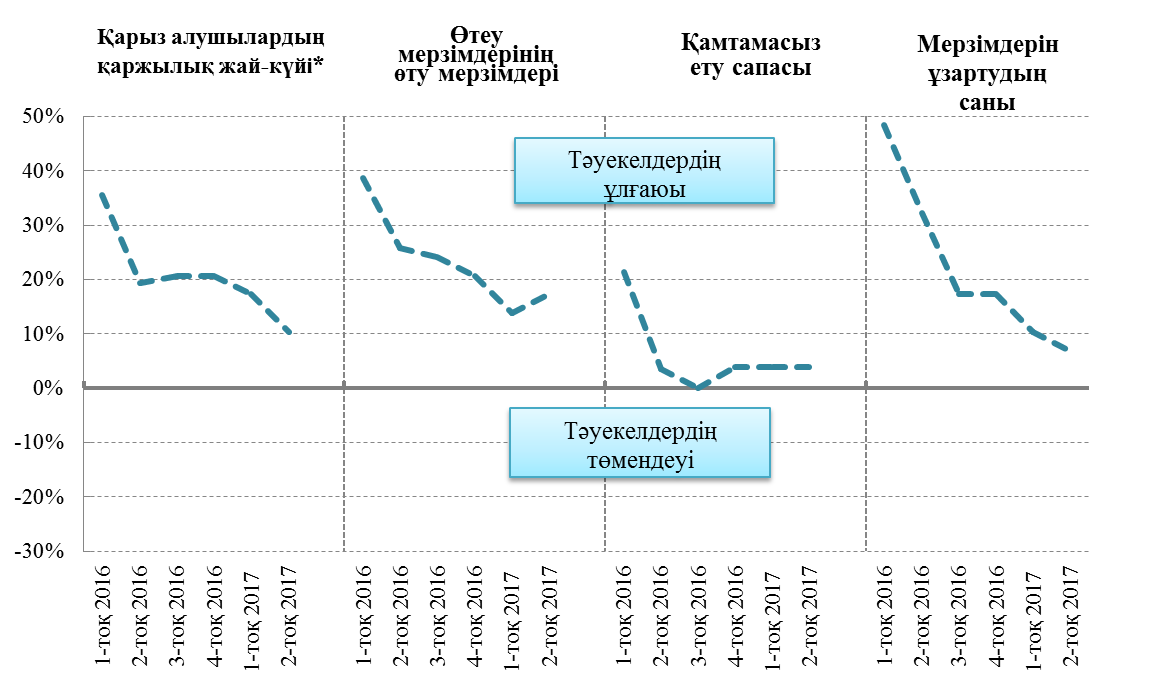 Қарыз алушылардың
қаржылық жай-күйі*
Өтеу
мерзімдерінің
өту мерзімдері
Қамтамасыз
ету сапасы
Мерзімдерін
ұзартудың
саны
50%
40%
30%
20%
10%
0%
-10%
-20%
-30%
Тәуекелдердің
ұлғаюы
Тәуекелдердің
төмендеуі
1-тоқ 2016
2-тоқ 2016
3-тоқ 2016
4-тоқ 2016
1-тоқ 2017
2-тоқ 2017
1-тоқ 2016
2-тоқ 2016
3-тоқ 2016
4-тоқ 2016
1-тоқ 2017
2-тоқ 2017
1-тоқ 2016
2-тоқ 2016
3-тоқ 2016
4-тоқ 2016
1-тоқ 2017
2-тоқ 2017
1-тоқ 2016
2-тоқ 2016
3-тоқ 2016
4-тоқ 2016
1-тоқ 2017
2-тоқ 2017